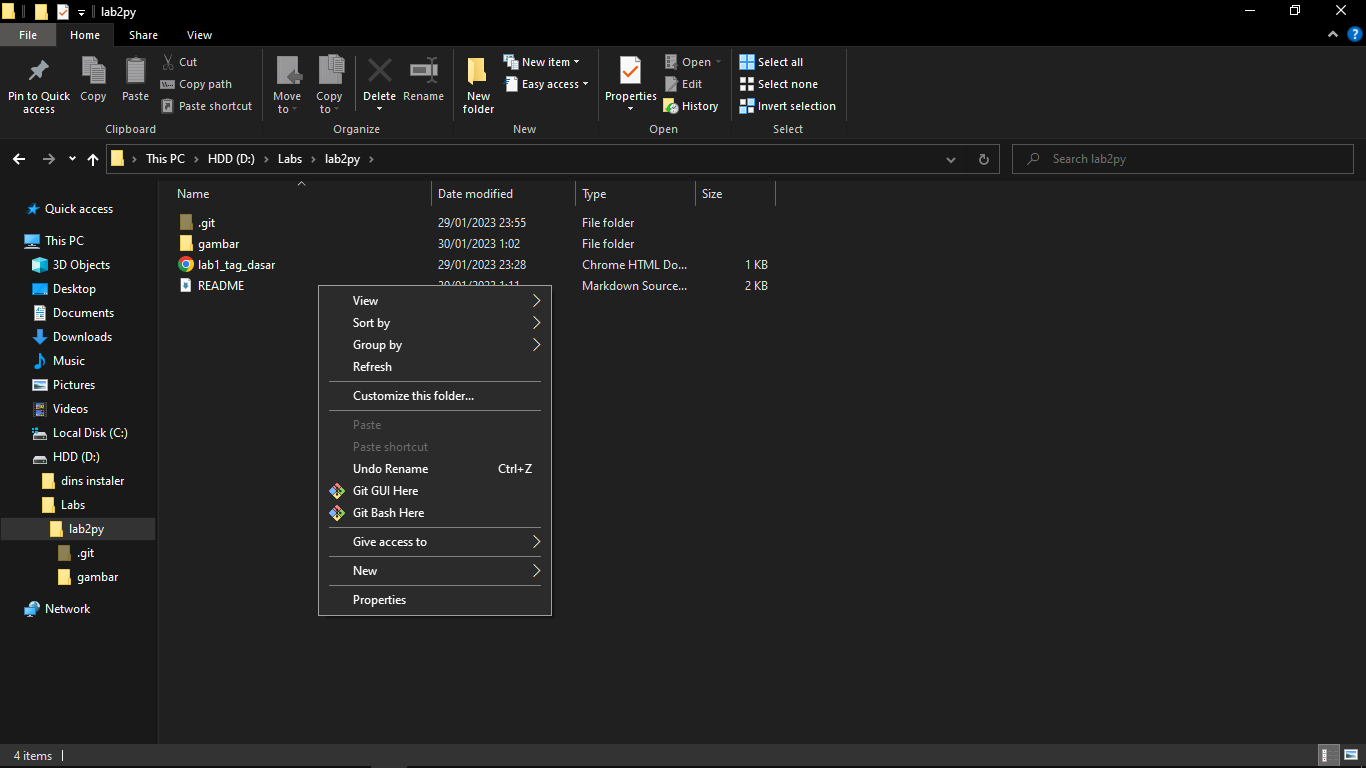 lab2py
File Home Share View
Pin to Quick access
Copy
Paste
Cut
Copy path
Paste shortcut
Clipboard
Move to
Copy to
Delete
Rename
Organize
New folder
New item
Easy access
New
Properties
Open
Edit
History
Open
Select all
Select none
Invert selection
Select
This PC > HDD (D:) > Labs > lab2py >
Search lab2py
Quick access
This PC
3D Objects
Desktop
Documents
Downloads
Music
Pictures
Videos
Local Disk (C:)
HDD (D:)
dins instaler
Labs
lab2py
.git
gambar
Network
Name Date modified Type Size
.git 29/01/2023 23:55 File folder
gambar 30/01/2023 1:02 File folder
lab1_tag_dasar 29/01/2023 23:28 Chrome HTML Do... 1 KB
README Markdown Source... 2 KB
View
Sort by
Group by
Refresh
Customize this folder...
Paste
Paste shortcut
Undo Rename Ctrl+Z
Git GUI Here
Git Bash Here
Give access to
New
Properties
4 items